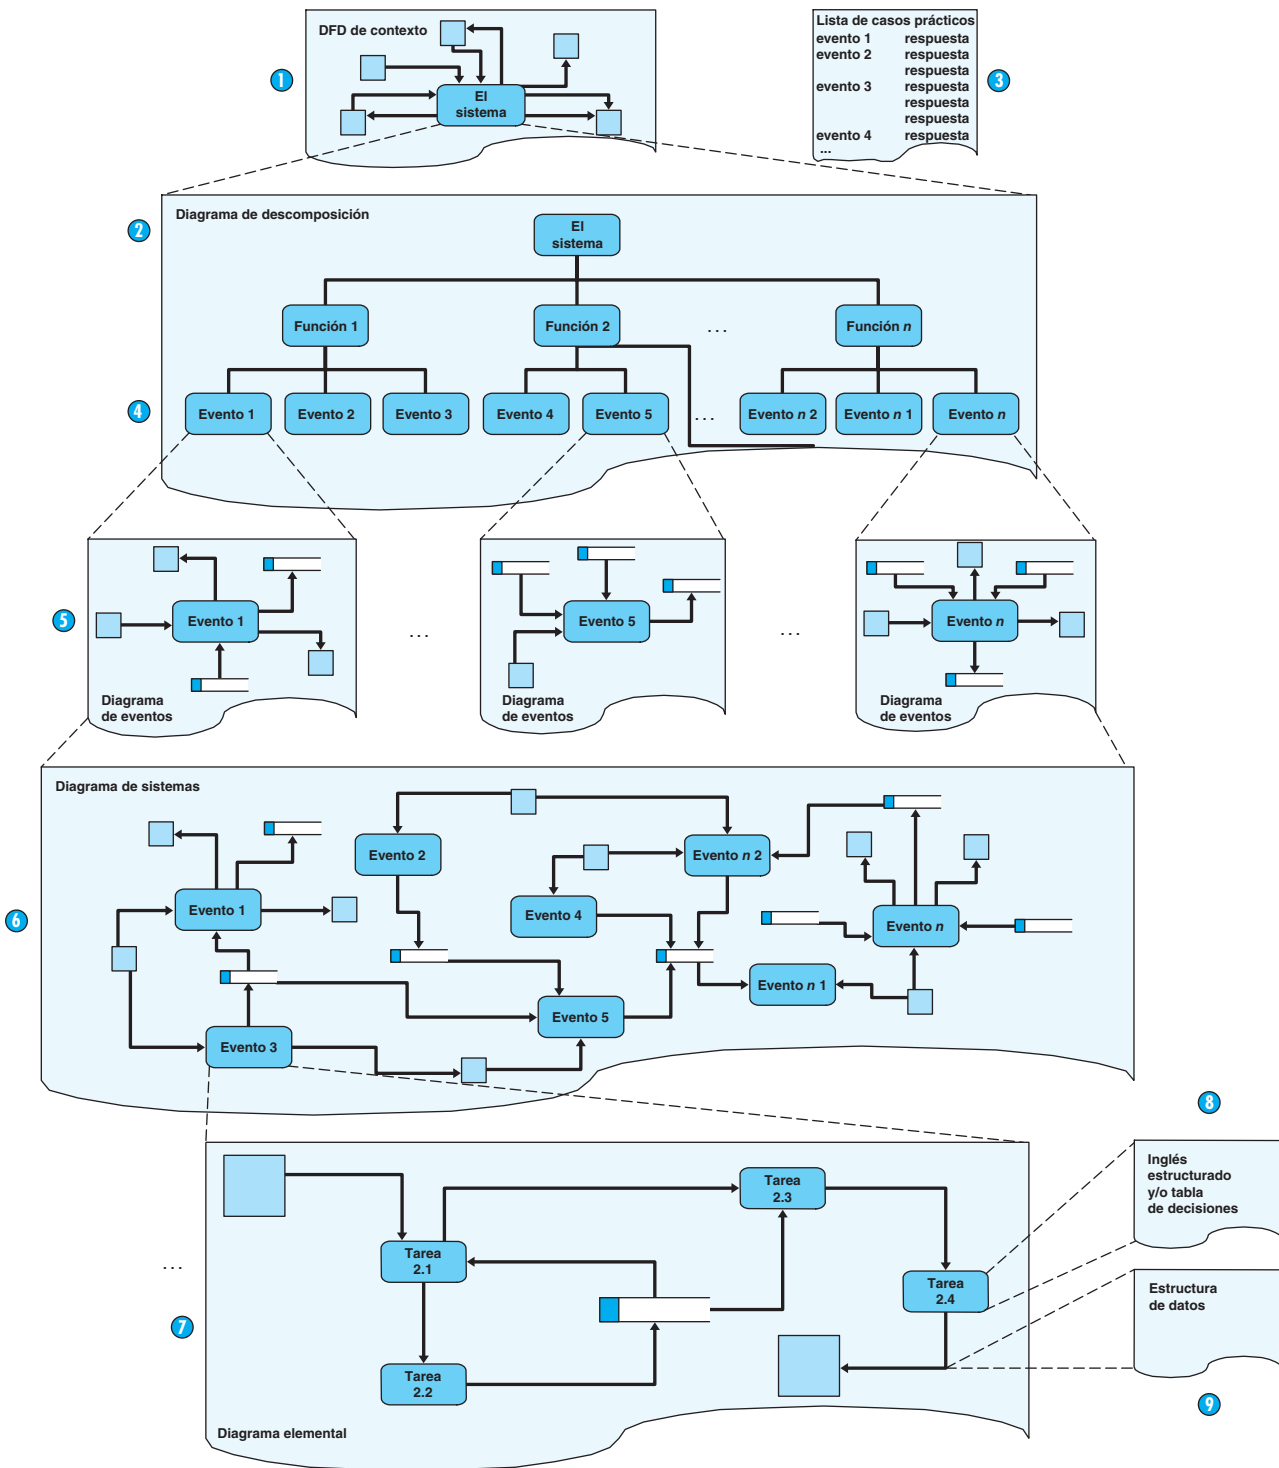 DFD de contexto
El
sistema
1
Lista de casos prácticos
evento 1 respuesta
evento 2 respuesta
respuesta
evento 3 respuesta
respuesta
respuesta
evento 4 respuesta
...
3
Diagrama de descomposición
2
El
sistema
Función 1
Función 2
...
Función n
4
Evento 1
Evento 2
Evento 3
Evento 4
Evento 5
...
Evento n 2
Evento n 1
Evento n
5
Evento 1
Diagrama
de eventos
...
Evento 5
Diagrama
de eventos
...
Evento n
Diagrama
de eventos
Diagrama de sistemas
6
Evento 2
Evento n 2
Evento 1
Evento 4
Evento n
Evento n 1
Evento 5
Evento 3
8
Inglés
estructurado
y/o tabla
de decisiones
Tarea
2.3
Tarea
2.1
...
Tarea
2.4
Estructura
de datos
7
Tarea
2.2
9
Diagrama elemental